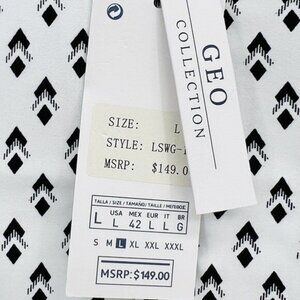 GEO
COLLECTION
SIZE: L
STYLE: LSWG-
MSRP: $149.0
TALLA / SIZE / TAMAÑO / TAILLE /
USA MEX EUR IT BR
L L 42 L L G
S M L XL XXL XXXL
MSRP: $149.00